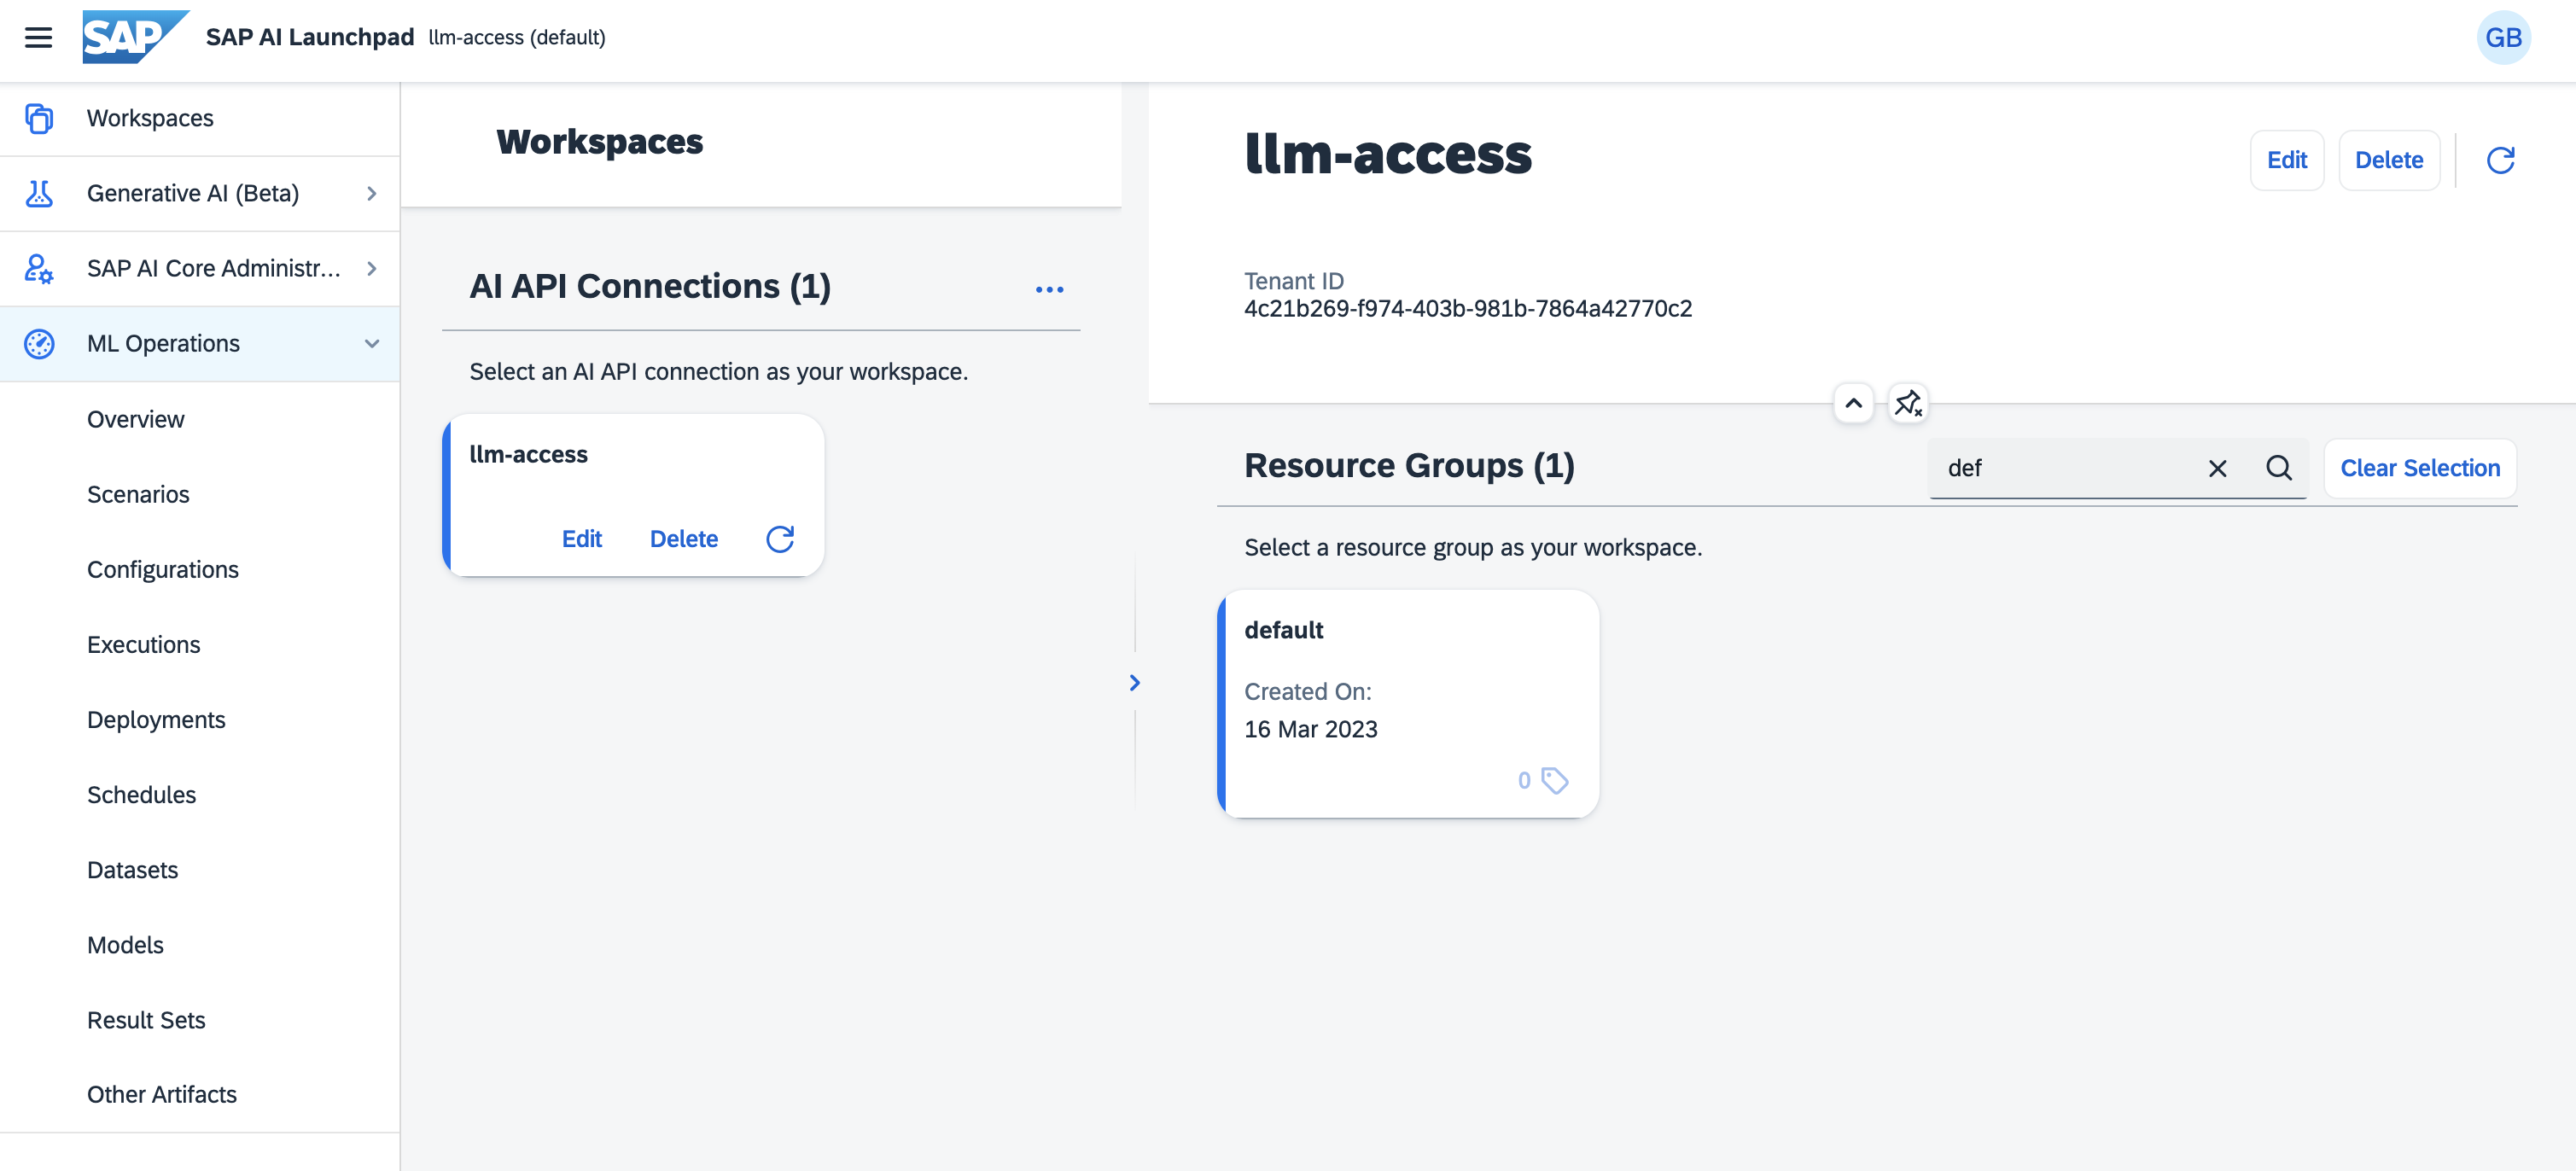 SAP SAP AI Launchpad llm-access (default) GB
Workspaces
Generative AI (Beta)
SAP AI Core Administr...
ML Operations
Overview
Scenarios
Configurations
Executions
Deployments
Schedules
Datasets
Models
Result Sets
Other Artifacts
Workspaces
AI API Connections (1)
Select an AI API connection as your workspace.
llm-access
Edit Delete
llm-access
Edit Delete
Tenant ID
4c21b269-f974-403b-981b-7864a42770c2
Resource Groups (1) def Clear Selection
Select a resource group as your workspace.
default
Created On:
16 Mar 2023
0